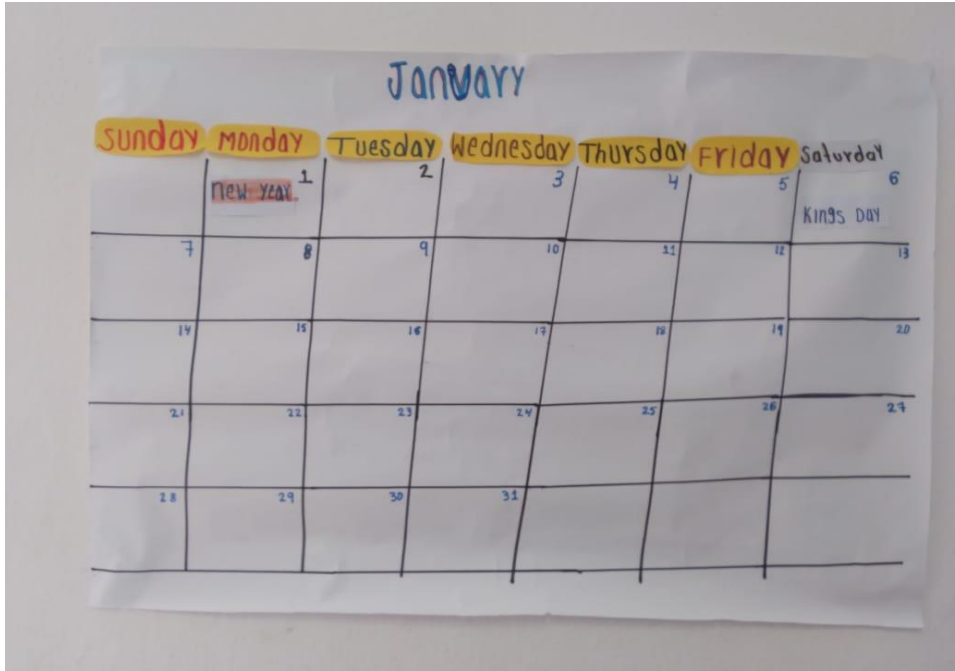 January
Sunday Monday Tuesday Wednesday Thursday Friday Saturday
1 2 3 4 5 6
new year. Kings Day
7 8 9 10 11 12 13
14 15 16 17 18 19 20
21 22 23 24 25 26 27
28 29 30 31